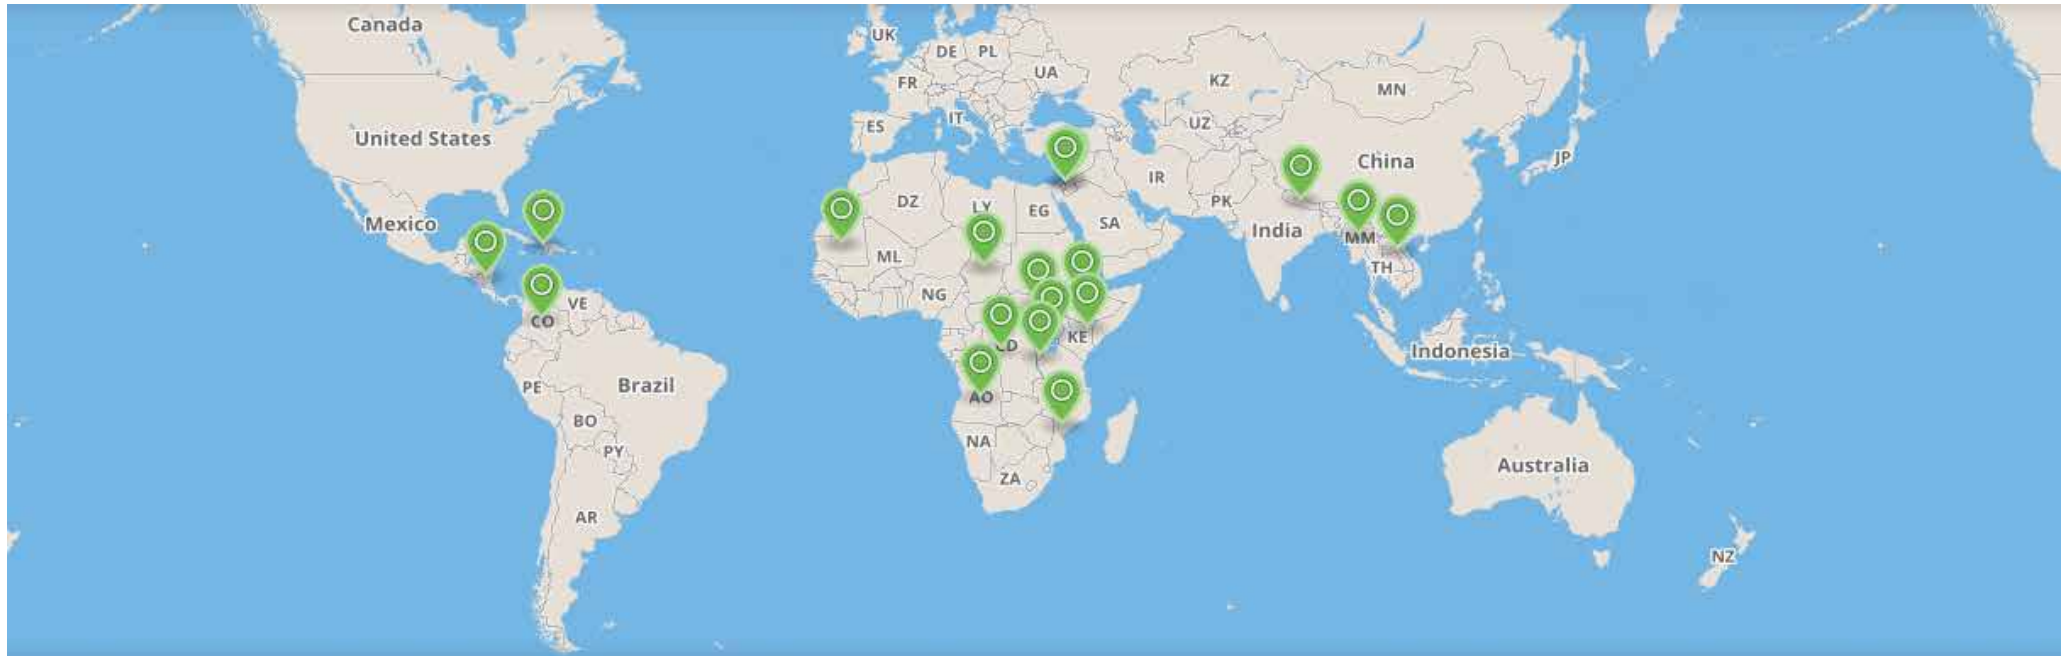 Canada
UK
DE
PL
UA
FR
KZ
MN
IT
ES
UZ
United States
JP
China
IR
PK
DZ
LY
EG
SA
Mexico
India
MM
ML
TH
NG
VE
CO
KE
CD
Indonesia
PE
Brazil
AO
BO
NA
PY
Australia
ZA
AR
NZ